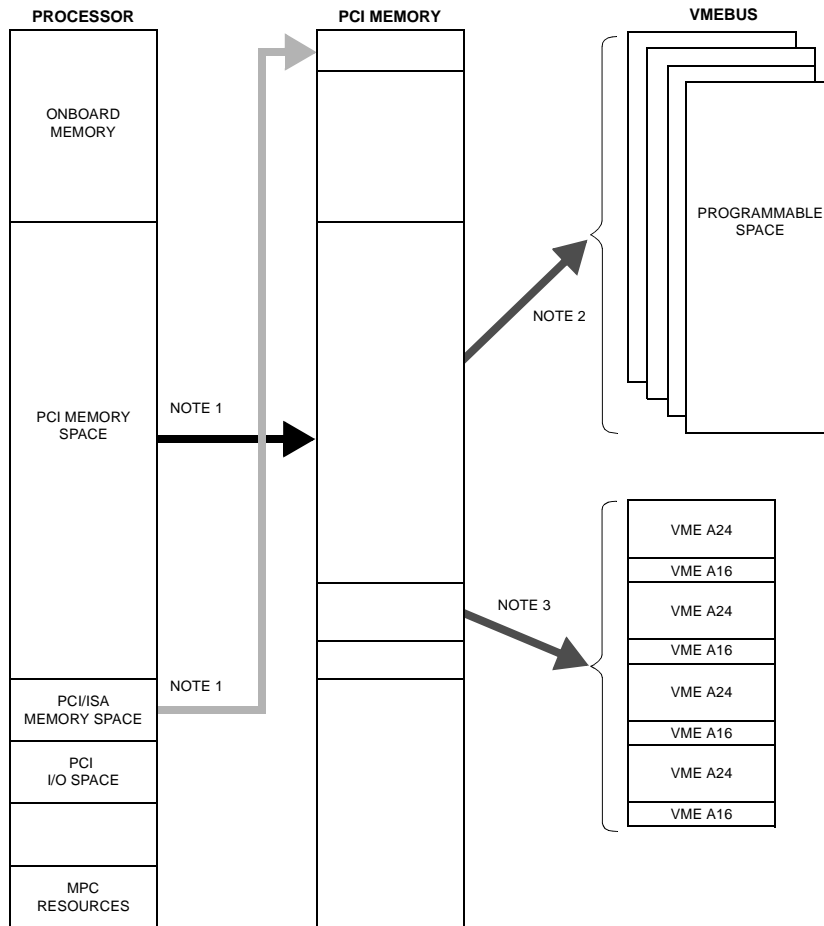 PROCESSOR
PCI MEMORY
VMEBUS
ONBOARD
MEMORY
PROGRAMMABLE
SPACE
NOTE 2
NOTE 1
PCI MEMORY
SPACE
VME A24
VME A16
NOTE 3
VME A24
VME A16
VME A24
VME A16
VME A24
VME A16
NOTE 1
PCI/ISA
MEMORY SPACE
PCI
I/O SPACE
MPC
RESOURCES